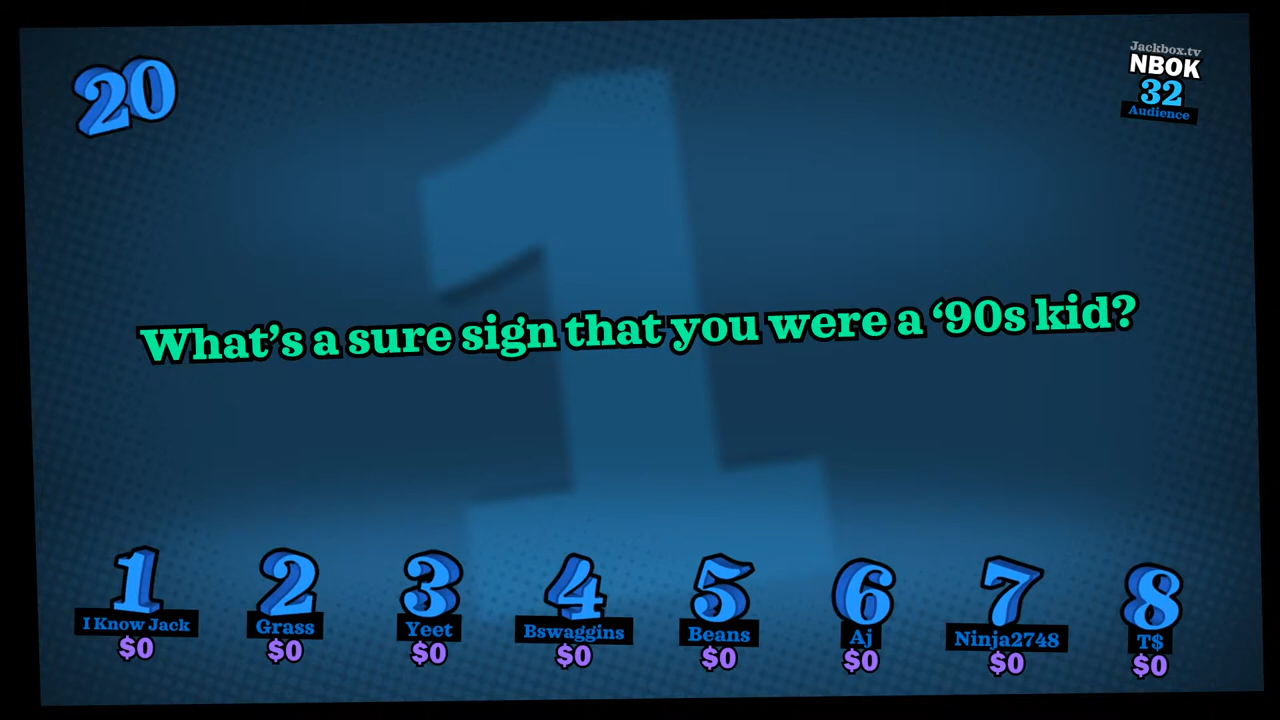 20
Jackbox.tv
NBOK
32
Audience
1
What's a sure sign that you were a ‘90s kid?
1 2 3 4 5 6 7 8
I Know Jack Grass Yeet Bswaggins Beans Aj Ninja2748 T$
$0 $0 $0 $0 $0 $0 $0 $0